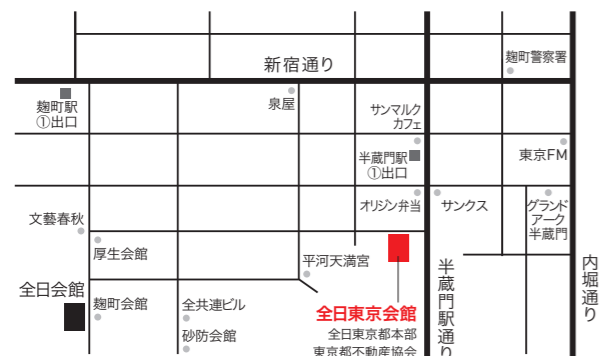 新宿通り
麹町警察署
麹町駅
①出口
泉屋
サンマルク
カフェ
半蔵門駅
①出口
東京FM
オリジン弁当
サンクス
グランド
アーク
半蔵門
文藝春秋
厚生会館
平河天満宮
全日会館
麹町会館
全共連ビル
砂防会館
全日東京会館
全日東京都本部
東京都不動産協会
半蔵門駅通り
内堀通り